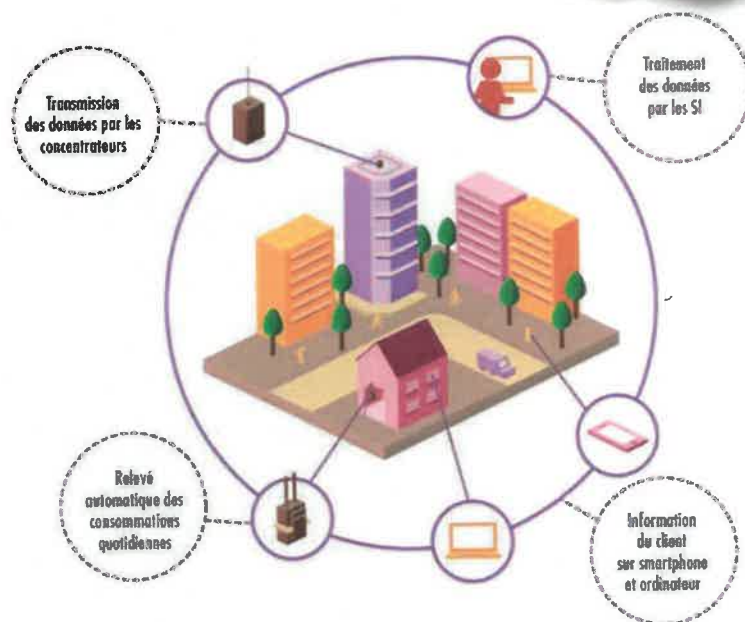 Transmission
des données par les
concentrateurs
Traitement
des données
par les SI
Relevé
automatique des
consommations
quotidiennes
Information
du client
sur smartphone
et ordinateur